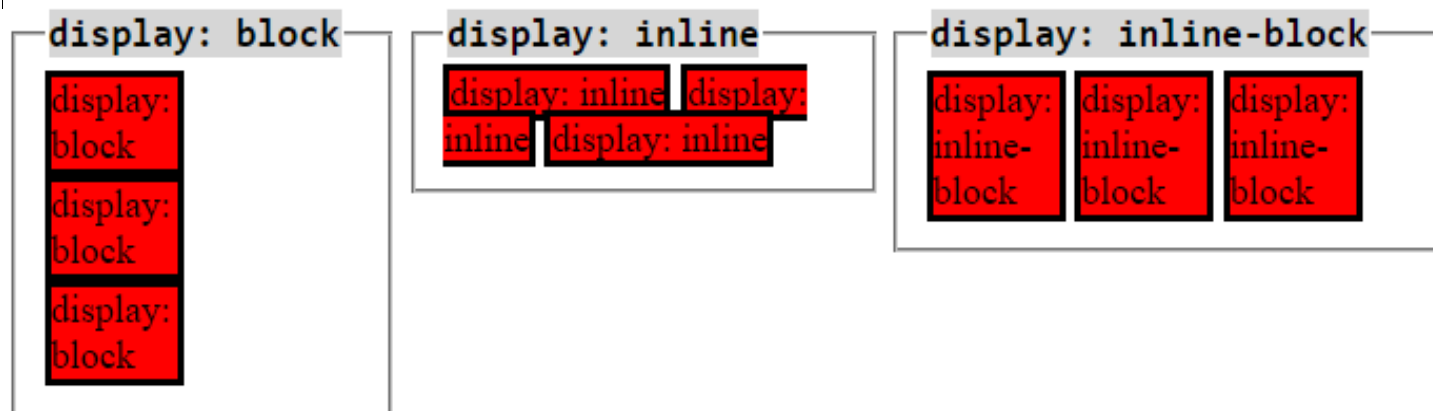 display: block
display:
block
display:
block
display:
block
display: inline
display: inline display:
inline display: inline
display: inline-block
display:
inline-
block
display:
inline-
block
display:
inline-
block